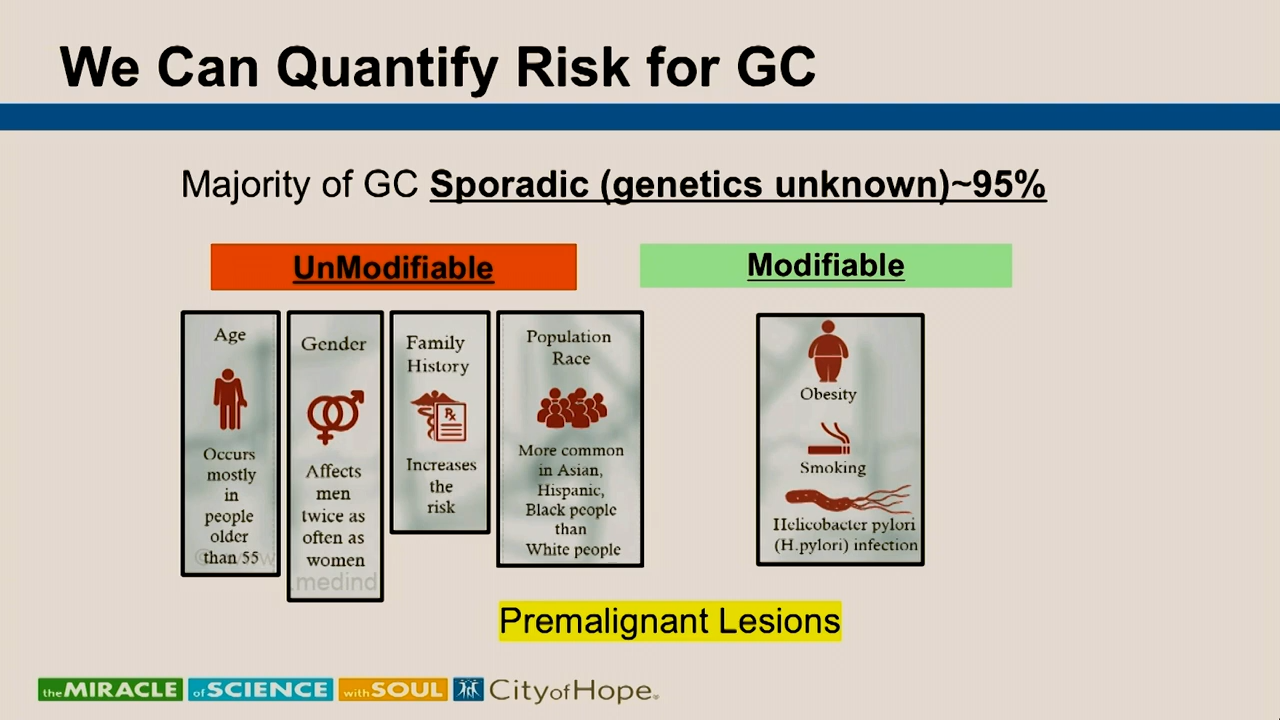 We Can Quantify Risk for GC
Majority of GC Sporadic (genetics unknown)~95%
UnModifiable
Modifiable
Age
Occurs
mostly
in
people
older
than 55
Gender
Affects
men
twice as
often as
women
.medind
Family
History
Rx
Increases
the
risk
Population
Race
More common
in Asian,
Hispanic,
Black people
than
White people
Obesity
Smoking
Helicobacter pylori
(H.pylori) infection
Premalignant Lesions
the MIRACLE of SCIENCE with SOUL CityofHope®